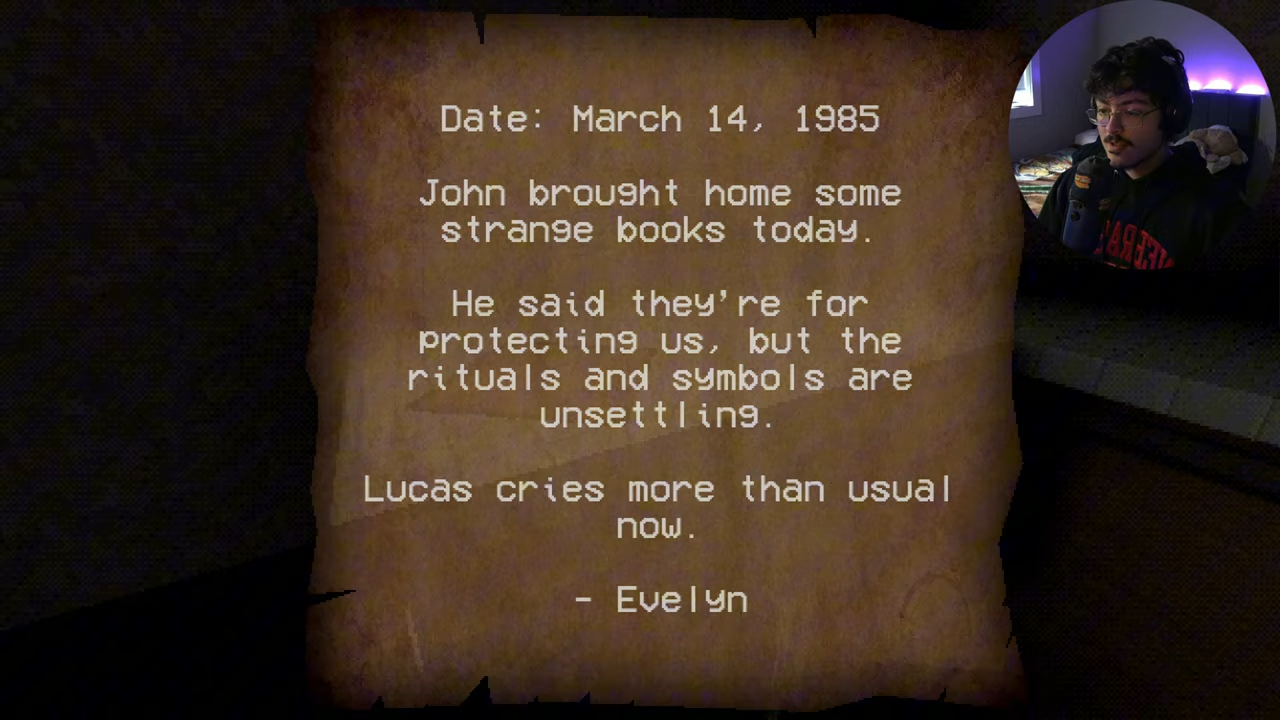 Date: March 14, 1985
John brought home some
strange books today.
He said they're for
protecting us, but the
rituals and symbols are
unsettling.
Lucas cries more than usual
now.
- Evelyn